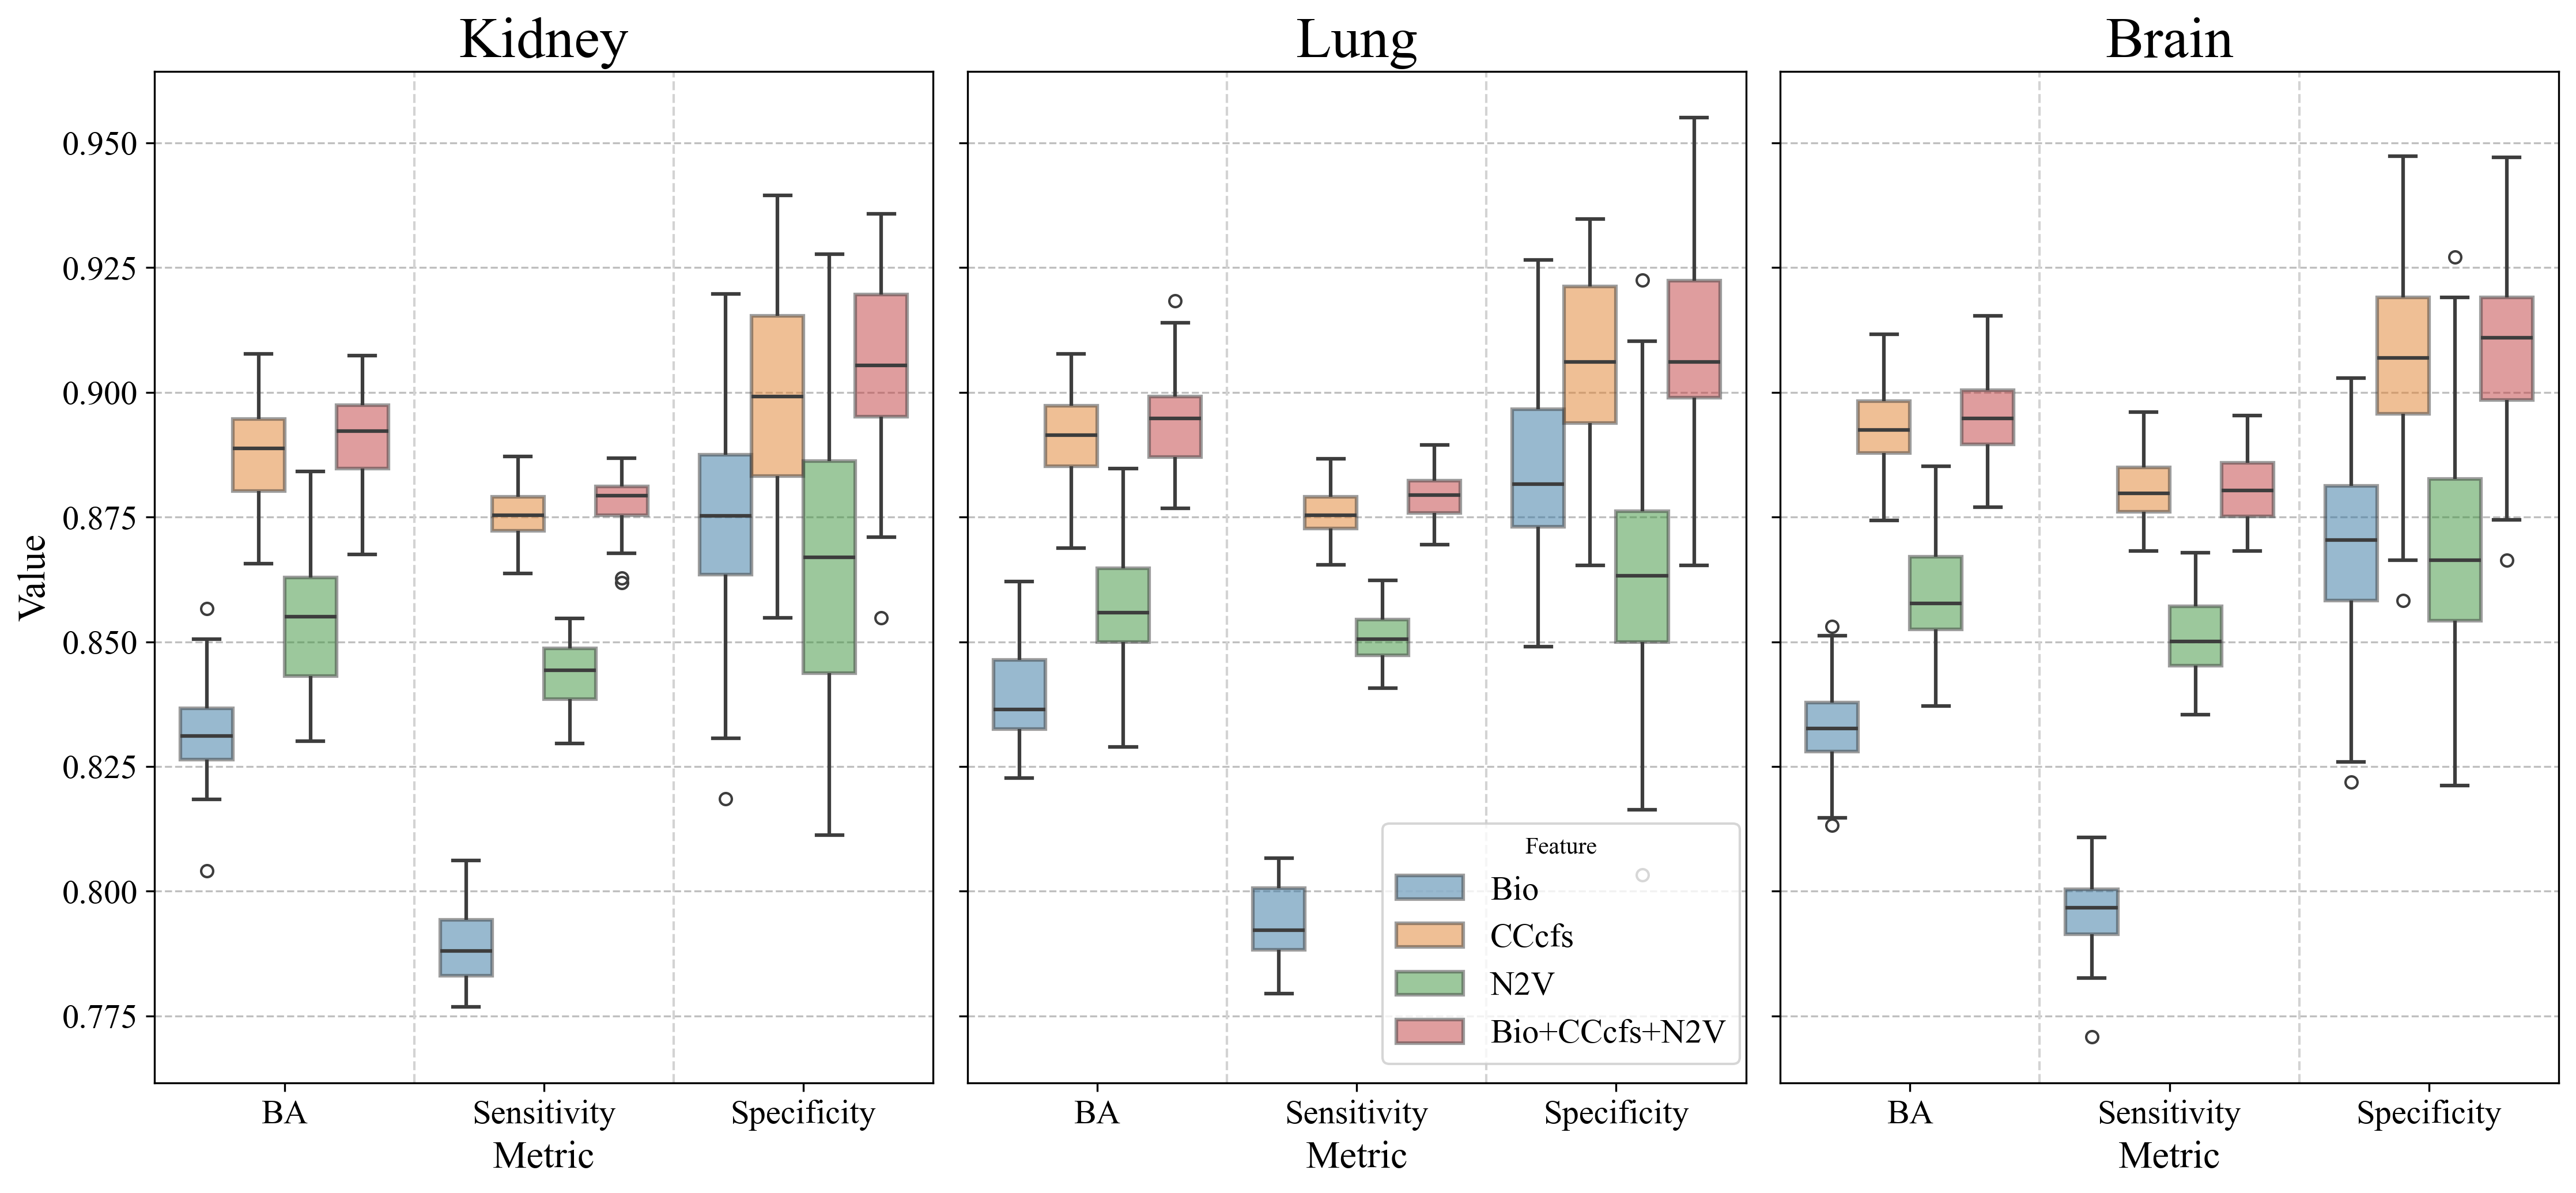 Kidney
Lung
Brain
Value
0.950
0.925
0.900
0.875
0.850
0.825
0.800
0.775
BA
Sensitivity
Specificity
Metric
BA
Sensitivity
Specificity
Metric
Feature
Bio
CCcfs
N2V
Bio+CCcfs+N2V
BA
Sensitivity
Specificity
Metric